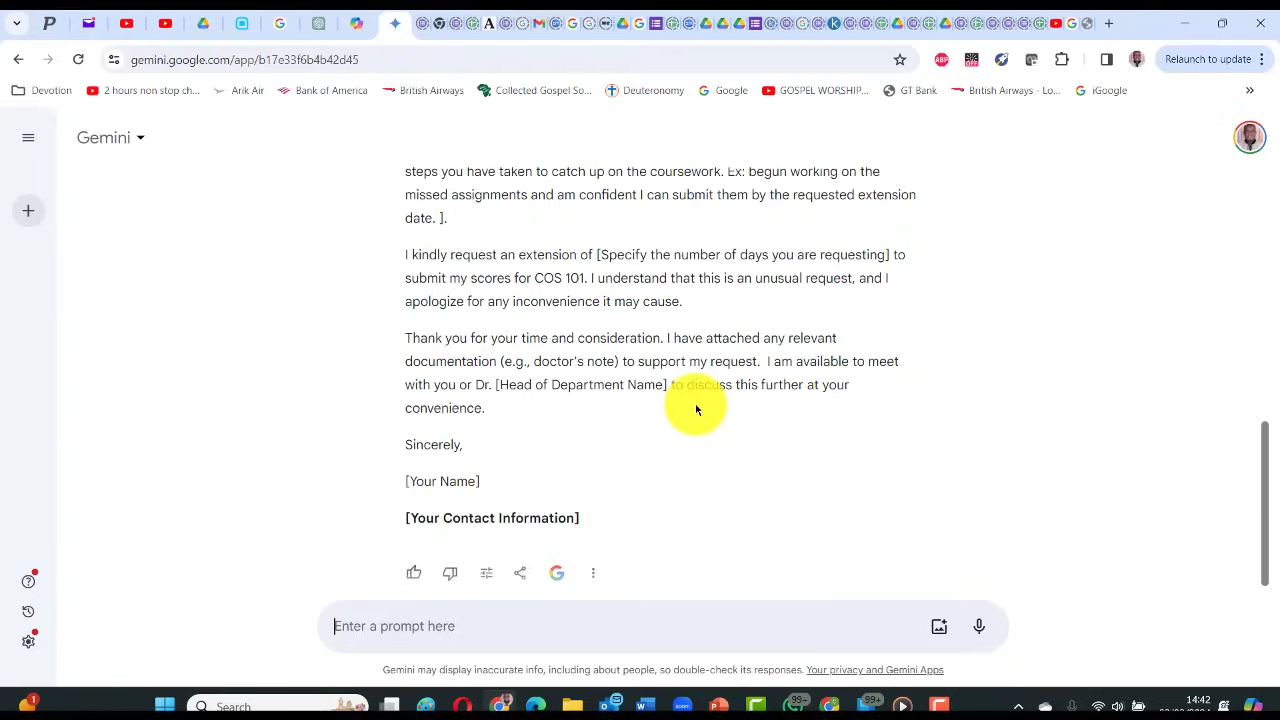 gemini.google.com/app/b17e33f6b4b42d45
Relaunch to update
Devotion
2 hours non stop ch...
Arik Air
Bank of America
British Airways
Collected Gospel So...
Deuteronomy
Google
GOSPEL WORSHIP...
GT Bank
British Airways - Lo...
iGoogle
Gemini
steps you have taken to catch up on the coursework. Ex: begun working on the
missed assignments and am confident I can submit them by the requested extension
date. ].
I kindly request an extension of [Specify the number of days you are requesting] to
submit my scores for COS 101. I understand that this is an unusual request, and I
apologize for any inconvenience it may cause.
Thank you for your time and consideration. I have attached any relevant
documentation (e.g., doctor's note) to support my request.  I am available to meet
with you or Dr. [Head of Department Name] to discuss this further at your
convenience.
Sincerely,
[Your Name]
[Your Contact Information]
Enter a prompt here
Gemini may display inaccurate info, including about people, so double-check its responses. Your privacy and Gemini Apps
Search
99+
99+
14:42